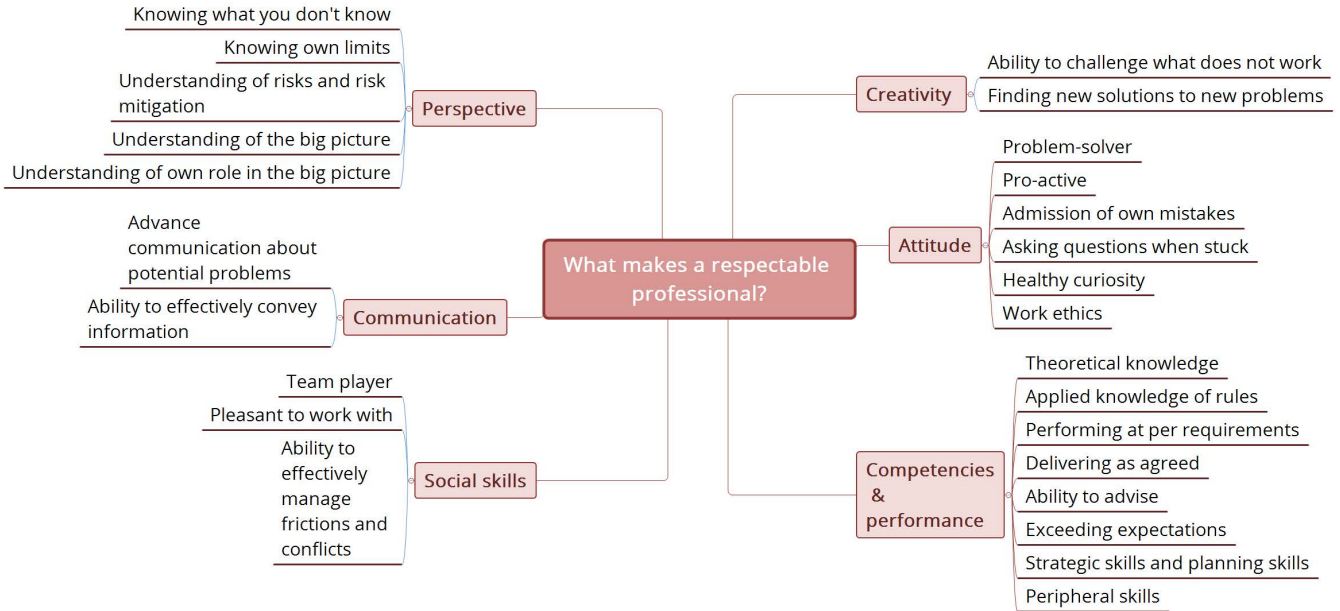 Knowing what you don't know
Knowing own limits
Understanding of risks and risk
mitigation
Understanding of the big picture
Understanding of own role in the big picture
Perspective
Advance
communication about
potential problems
Ability to effectively convey
information
Communication
Team player
Pleasant to work with
Ability to
effectively
manage
frictions and
conflicts
Social skills
What makes a respectable
professional?
Creativity
Ability to challenge what does not work
Finding new solutions to new problems
Attitude
Problem-solver
Pro-active
Admission of own mistakes
Asking questions when stuck
Healthy curiosity
Work ethics
Competencies
&
performance
Theoretical knowledge
Applied knowledge of rules
Performing at per requirements
Delivering as agreed
Ability to advise
Exceeding expectations
Strategic skills and planning skills
Peripheral skills